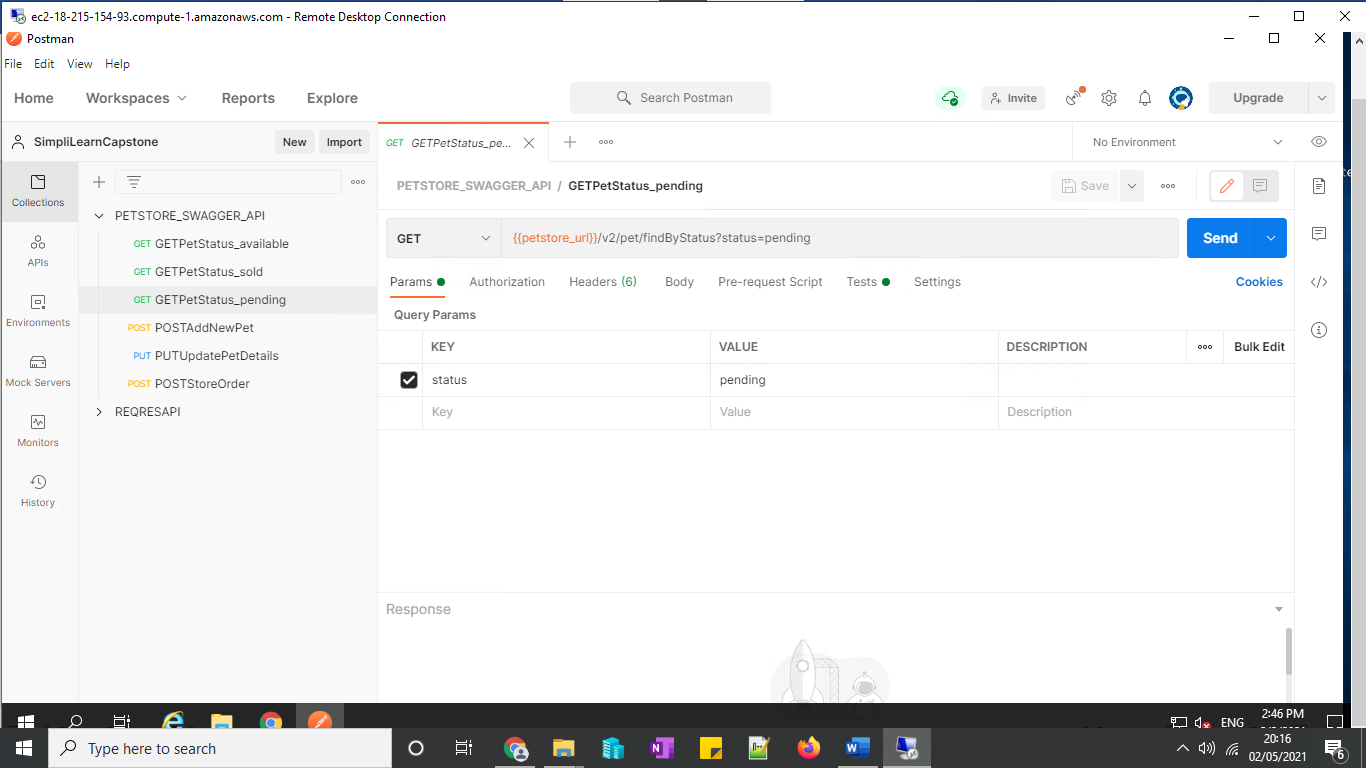 ec2-18-215-154-93.compute-1.amazonaws.com - Remote Desktop Connection
Postman
File Edit View Help
Home Workspaces Reports Explore Search Postman Invite Upgrade
SimpliLearnCapstone New Import GET GETPetStatus_pe... No Environment
Collections
APIs
Environments
Mock Servers
Monitors
History
PETSTORE_SWAGGER_API
GET GETPetStatus_available
GET GETPetStatus_sold
GET GETPetStatus_pending
POST POSTAddNewPet
PUT PUTUpdatePetDetails
POST POSTStoreOrder
REQRESAPI
PETSTORE_SWAGGER_API / GETPetStatus_pending Save
GET {{petstore_url}}/v2/pet/findByStatus?status=pending Send
Params Authorization Headers (6) Body Pre-request Script Tests Settings Cookies
Query Params
KEY VALUE DESCRIPTION Bulk Edit
status pending
Key Value Description
Response
ENG 2:46 PM
Type here to search
20:16
02/05/2021
6